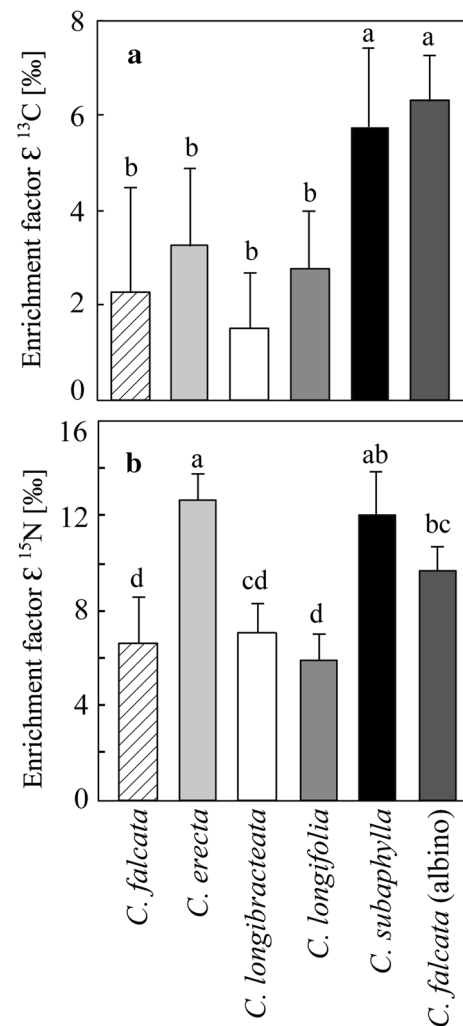 Enrichment factor Ɛ ¹³C [‰]
8
6
4
2
0
a
b
b
b
b
a
a
Enrichment factor Ɛ ¹⁵N [‰]
16
12
8
4
0
b
d
a
cd
d
ab
bc
C. falcata
C. erecta
C. longibracteata
C. longifolia
C. subaphylla
C. falcata (albino)